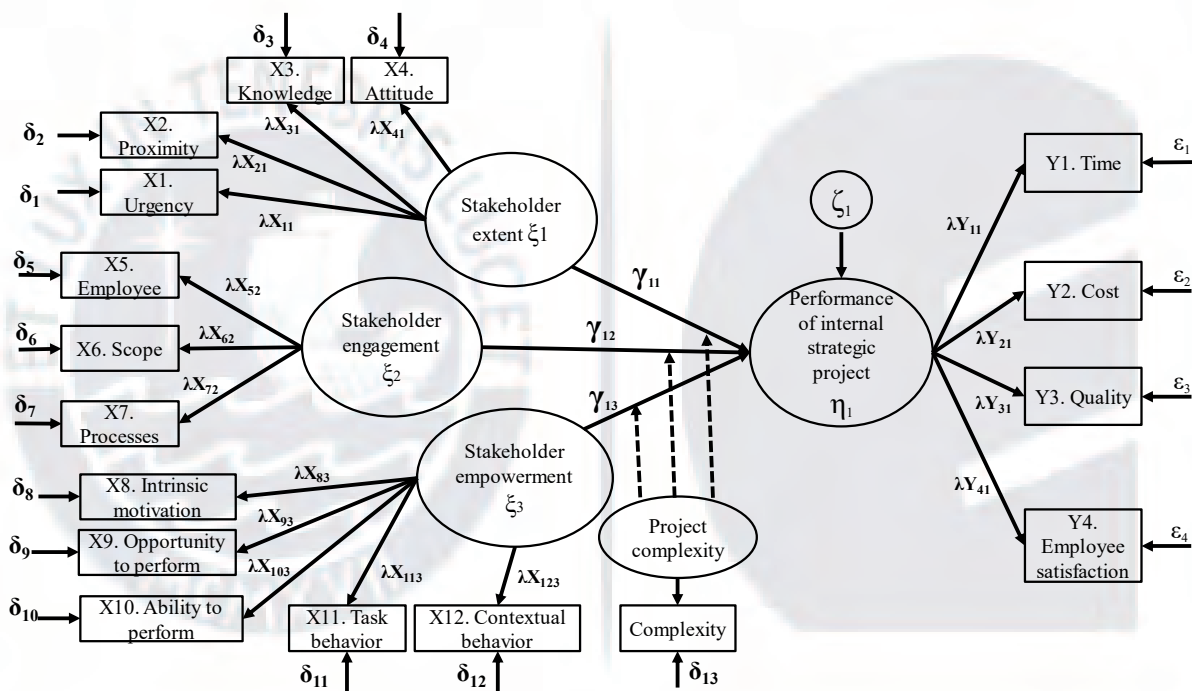 δ3
δ4
X3.
Knowledge
X4.
Attitude
δ2
X2.
Proximity
λX31
λX41
λX21
δ1
X1.
Urgency
λX11
Stakeholder
extent ξ1
ζ1
Y1. Time
ε1
λY11
δ5
X5.
Employee
λX52
γ11
δ6
X6. Scope
λX62
Stakeholder
engagement
ξ2
γ12
Performance
of internal
strategic
project
η1
Y2. Cost
ε2
λY21
λX72
δ7
X7.
Processes
γ13
λY31
Y3. Quality
ε3
δ8
X8. Intrinsic
motivation
λX83
Stakeholder
empowerment
ξ3
λY41
δ9
X9. Opportunity
to perform
λX93
λX103
λX113
λX123
Project
complexity
Y4.
Employee
satisfaction
ε4
δ10
X10. Ability to
perform
X11. Task
behavior
X12. Contextual
behavior
Complexity
δ11
δ12
δ13